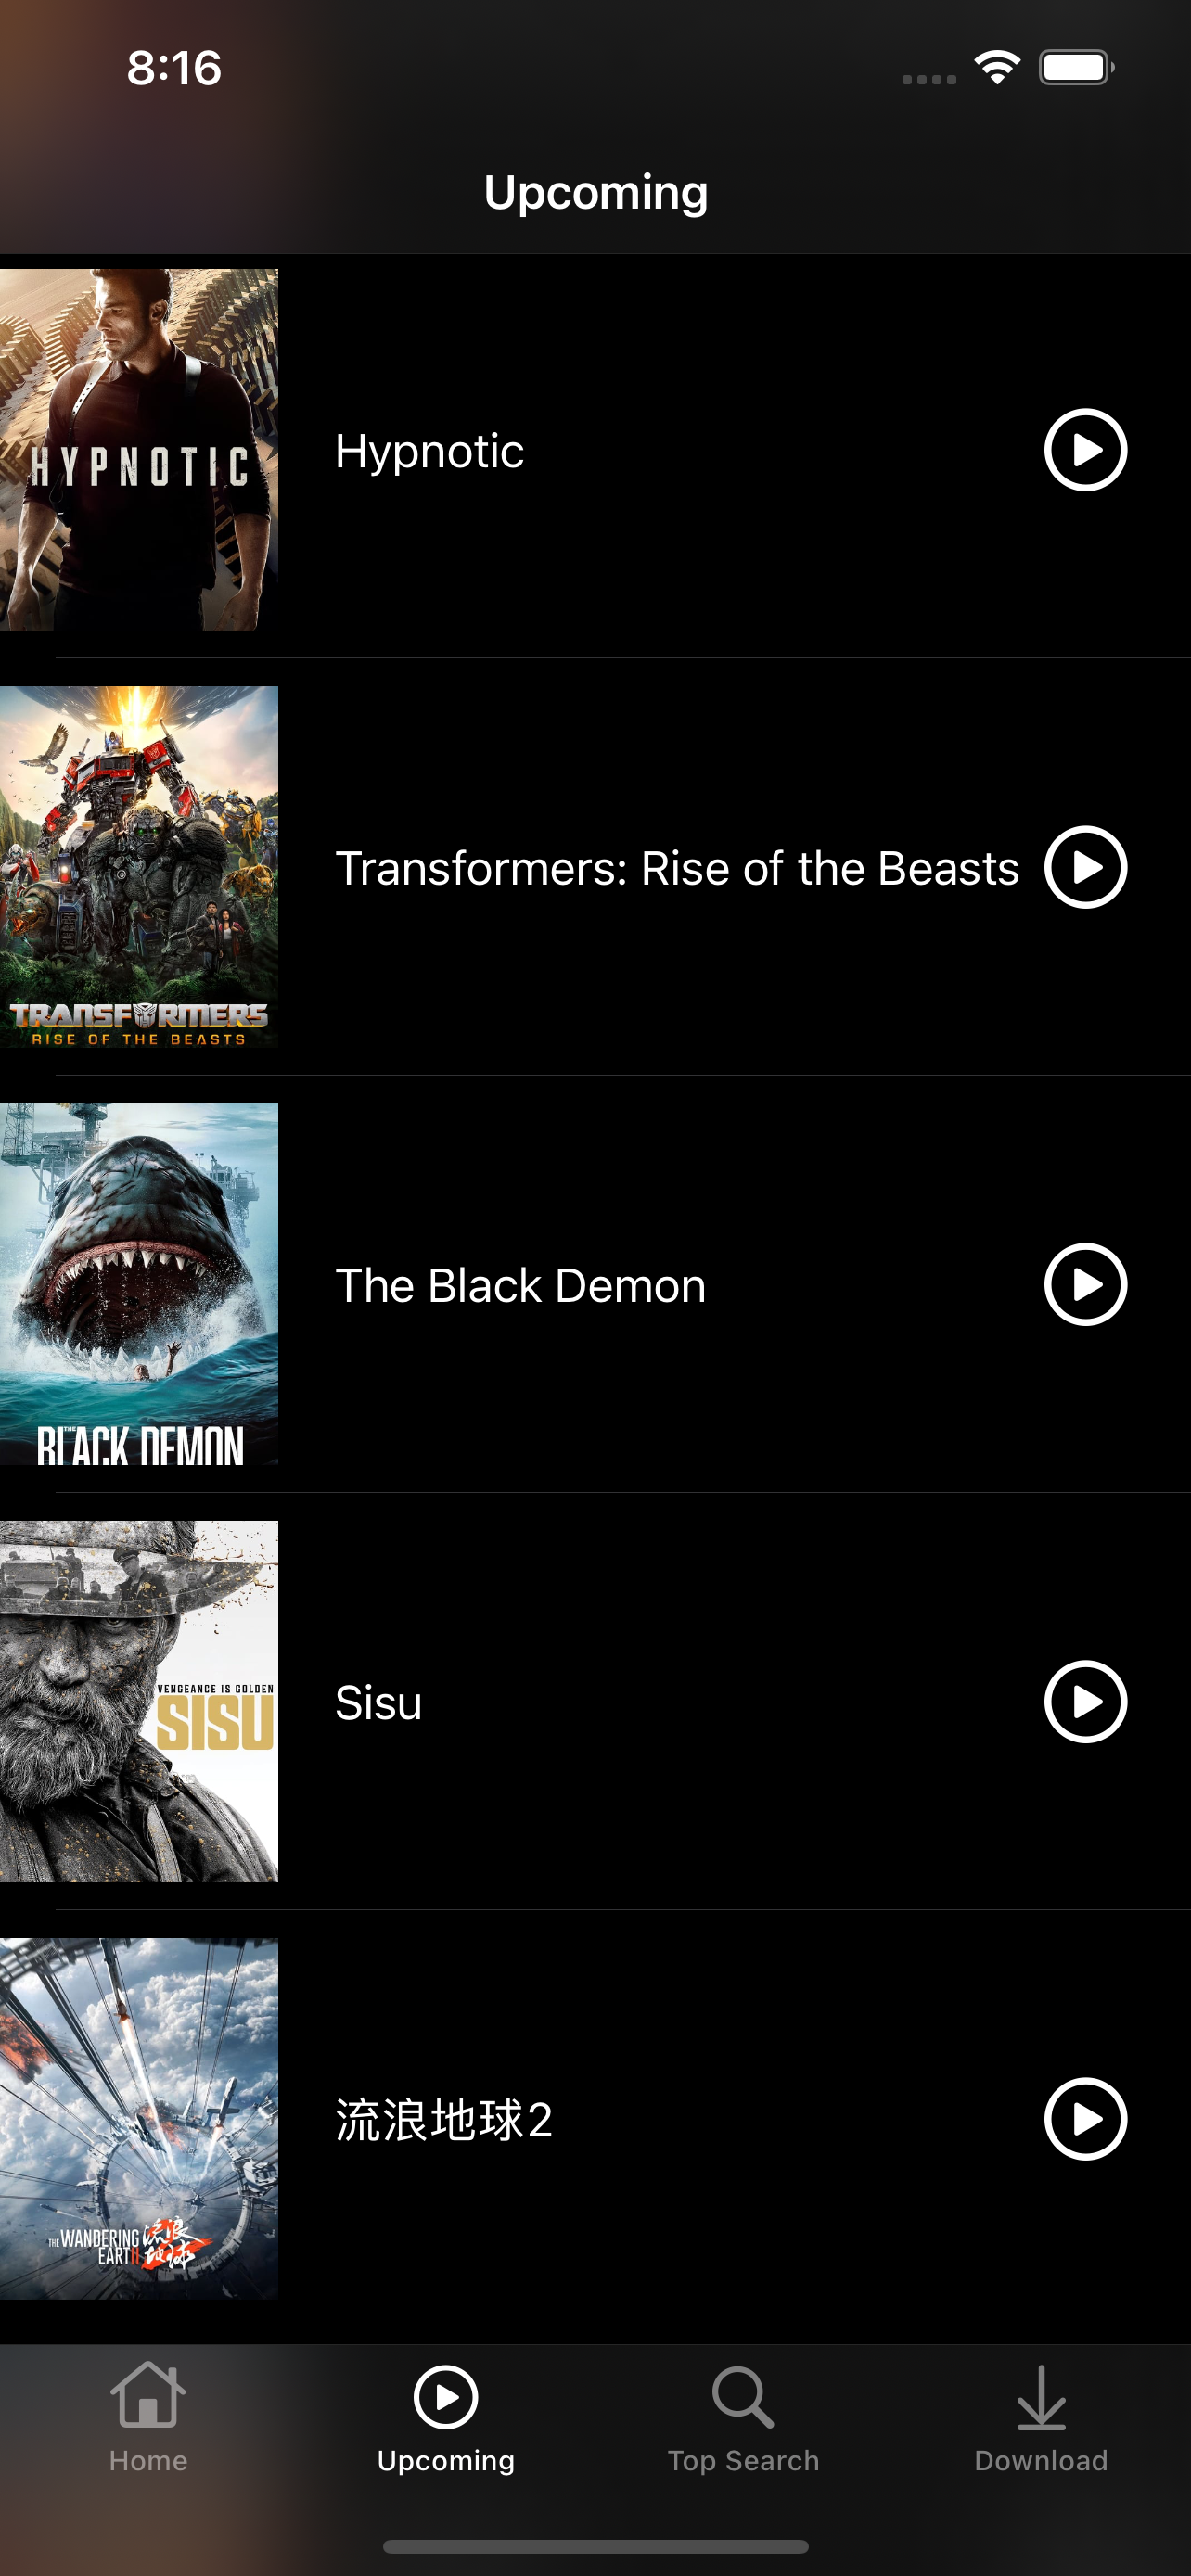 8:16
Upcoming
HYPNOTIC
Hypnotic
TRANSFORMERS
RISE OF THE BEASTS
Transformers: Rise of the Beasts
THE
BLACK DEMON
The Black Demon
VENGEANCE IS GOLDEN
SISU
Sisu
THE WANDERING
EARTH II
流浪
地球
流浪地球2
Home
Upcoming
Top Search
Download